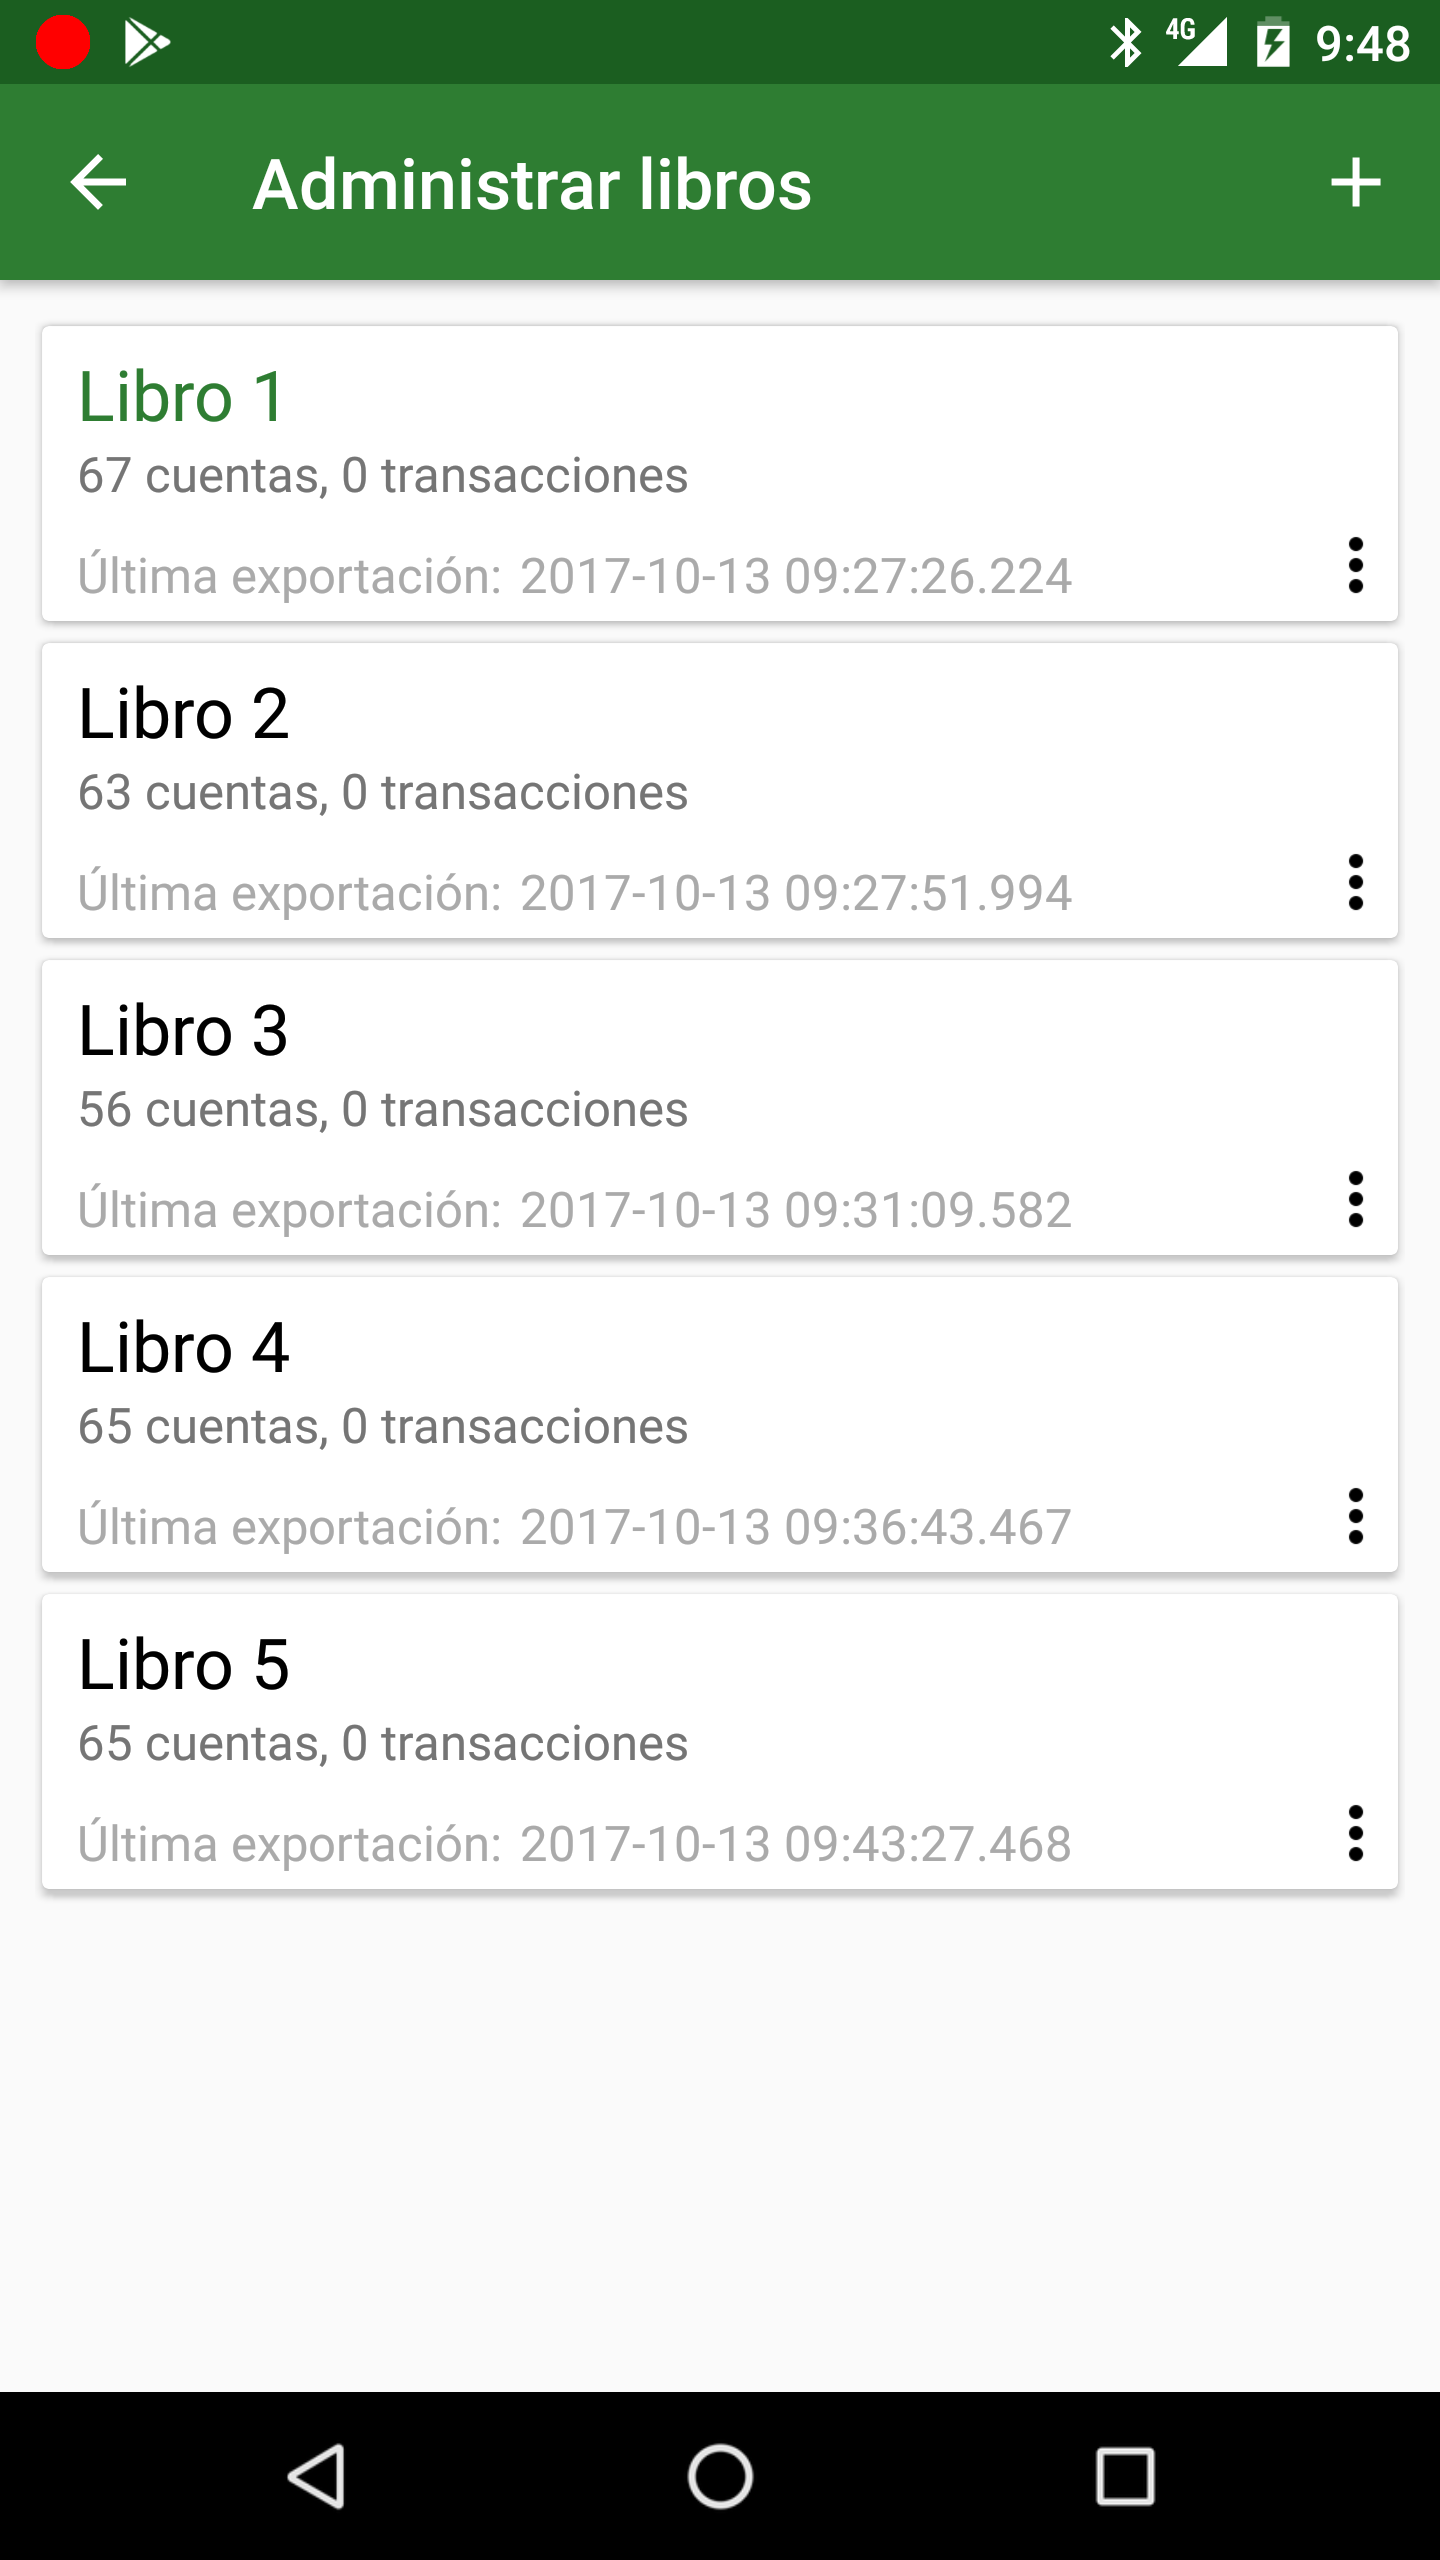 4G 9:48
Administrar libros
Libro 1
67 cuentas, 0 transacciones
Última exportación: 2017-10-13 09:27:26.224
Libro 2
63 cuentas, 0 transacciones
Última exportación: 2017-10-13 09:27:51.994
Libro 3
56 cuentas, 0 transacciones
Última exportación: 2017-10-13 09:31:09.582
Libro 4
65 cuentas, 0 transacciones
Última exportación: 2017-10-13 09:36:43.467
Libro 5
65 cuentas, 0 transacciones
Última exportación: 2017-10-13 09:43:27.468